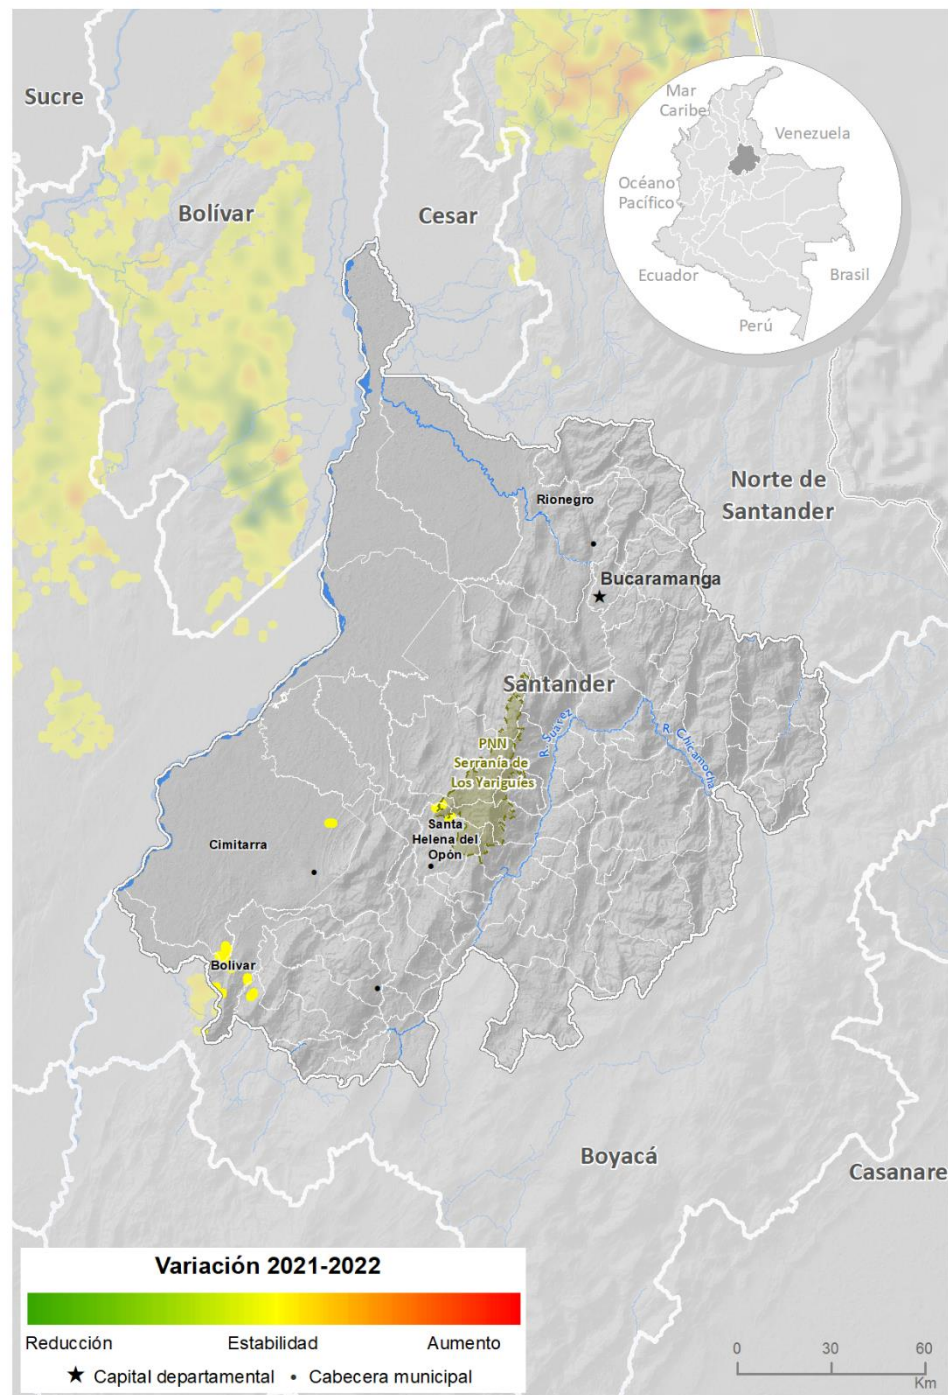 Sucre
Mar
Caribe
Venezuela
Océano
Pacífico
Ecuador
Brasil
Perú
Bolívar
Cesar
Norte de
Santander
Rionegro
Bucaramanga
Santander
PNN
Serranía de
Los Yariguíes
R. Suarez
R. Chicamocha
Santa
Helena del
Opón
Cimitarra
Bolivar
Boyacá
Casanare
Variación 2021-2022
Reducción Estabilidad Aumento
Capital departamental Cabecera municipal
0 30 60
Km